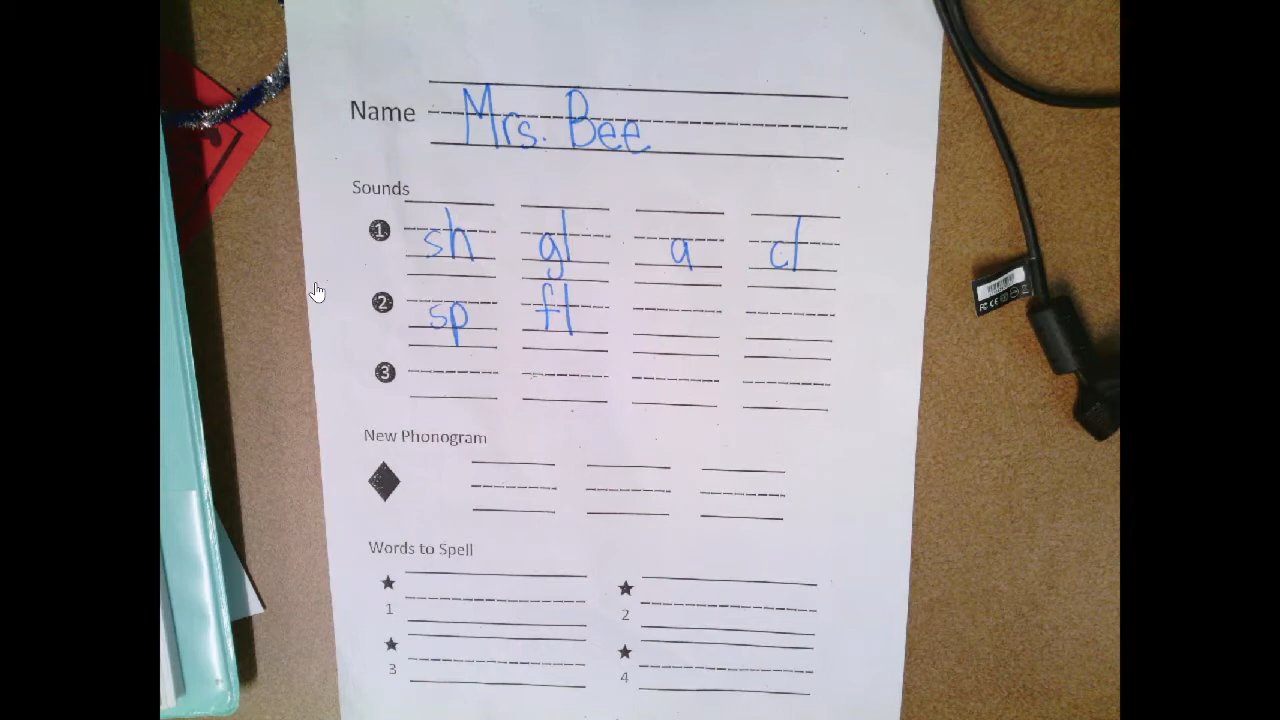 Name Mrs. Bee
Sounds
1 sh gl a cl
2 sp fl
3
New Phonogram
Words to Spell
1 2
3 4